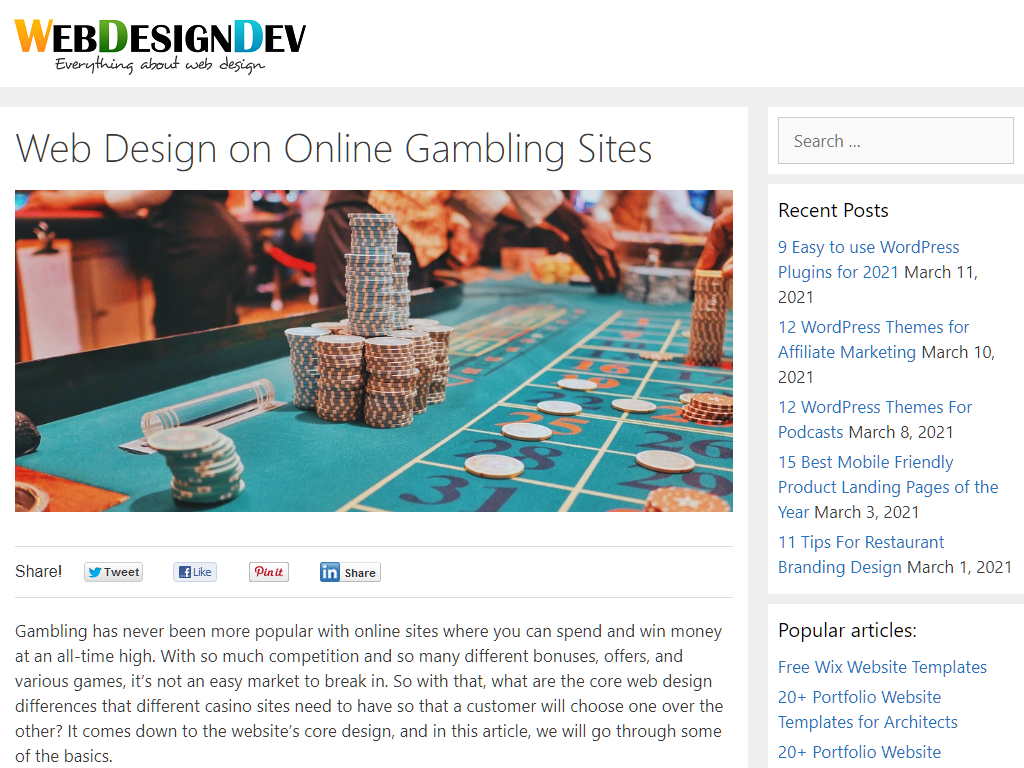 WEBDESIGNDEV
Everything about web design
Web Design on Online Gambling Sites
16
17
25
26
28
29
31
Share!
Tweet
Like
Pin it
Share
Gambling has never been more popular with online sites where you can spend and win money
at an all-time high. With so much competition and so many different bonuses, offers, and
various games, it’s not an easy market to break in. So with that, what are the core web design
differences that different casino sites need to have so that a customer will choose one over the
other? It comes down to the website’s core design, and in this article, we will go through some
of the basics.
Search ...
Recent Posts
9 Easy to use WordPress
Plugins for 2021 March 11,
2021
12 WordPress Themes for
Affiliate Marketing March 10,
2021
12 WordPress Themes For
Podcasts March 8, 2021
15 Best Mobile Friendly
Product Landing Pages of the
Year March 3, 2021
11 Tips For Restaurant
Branding Design March 1, 2021
Popular articles:
Free Wix Website Templates
20+ Portfolio Website
Templates for Architects
20+ Portfolio Website